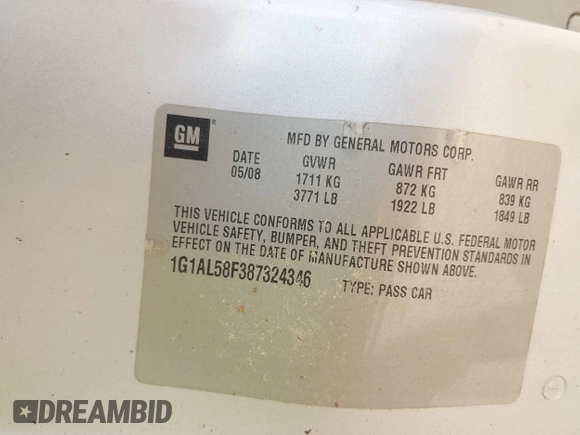 GM ®
MFD BY GENERAL MOTORS CORP.
DATE GVWR GAWR FRT GAWR RR
05/08 1711 KG 872 KG 839 KG
3771 LB 1922 LB 1849 LB
THIS VEHICLE CONFORMS TO ALL APPLICABLE U.S. FEDERAL MOTOR
VEHICLE SAFETY, BUMPER, AND THEFT PREVENTION STANDARDS IN
EFFECT ON THE DATE OF MANUFACTURE SHOWN ABOVE.
1G1AL58F387324346 TYPE: PASS CAR
DREAMBID